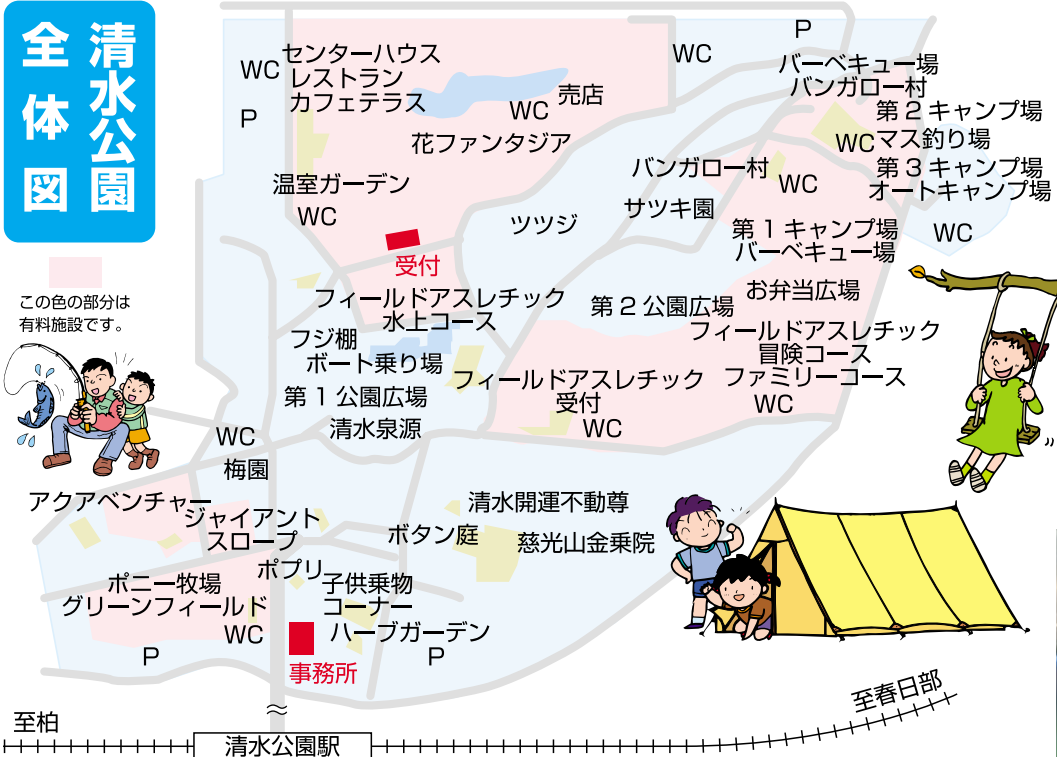 清水公園
全体図
この色の部分は
有料施設です。
P
WC
センターハウス
レストラン
カフェテラス
WC
P
WC
売店
花ファンタジア
バーベキュー場
バンガロー村
第2キャンプ場
WC
マス釣り場
第3キャンプ場
オートキャンプ場
バンガロー村
WC
温室ガーデン
WC
ツツジ
サツキ園
第1キャンプ場
バーベキュー場
WC
受付
フィールドアスレチック
水上コース
第2公園広場
お弁当広場
フィールドアスレチック
冒険コース
ファミリーコース
WC
フジ棚
ボート乗り場
第1公園広場
清水泉源
フィールドアスレチック
受付
WC
WC
梅園
アクアベンチャー
ジャイアント
スロープ
清水開運不動尊
ボタン庭
慈光山金乗院
ポプリ
ポニー牧場
グリーンフィールド
WC
P
子供乗物
コーナー
ハーブガーデン
P
事務所
至柏
清水公園駅
至春日部